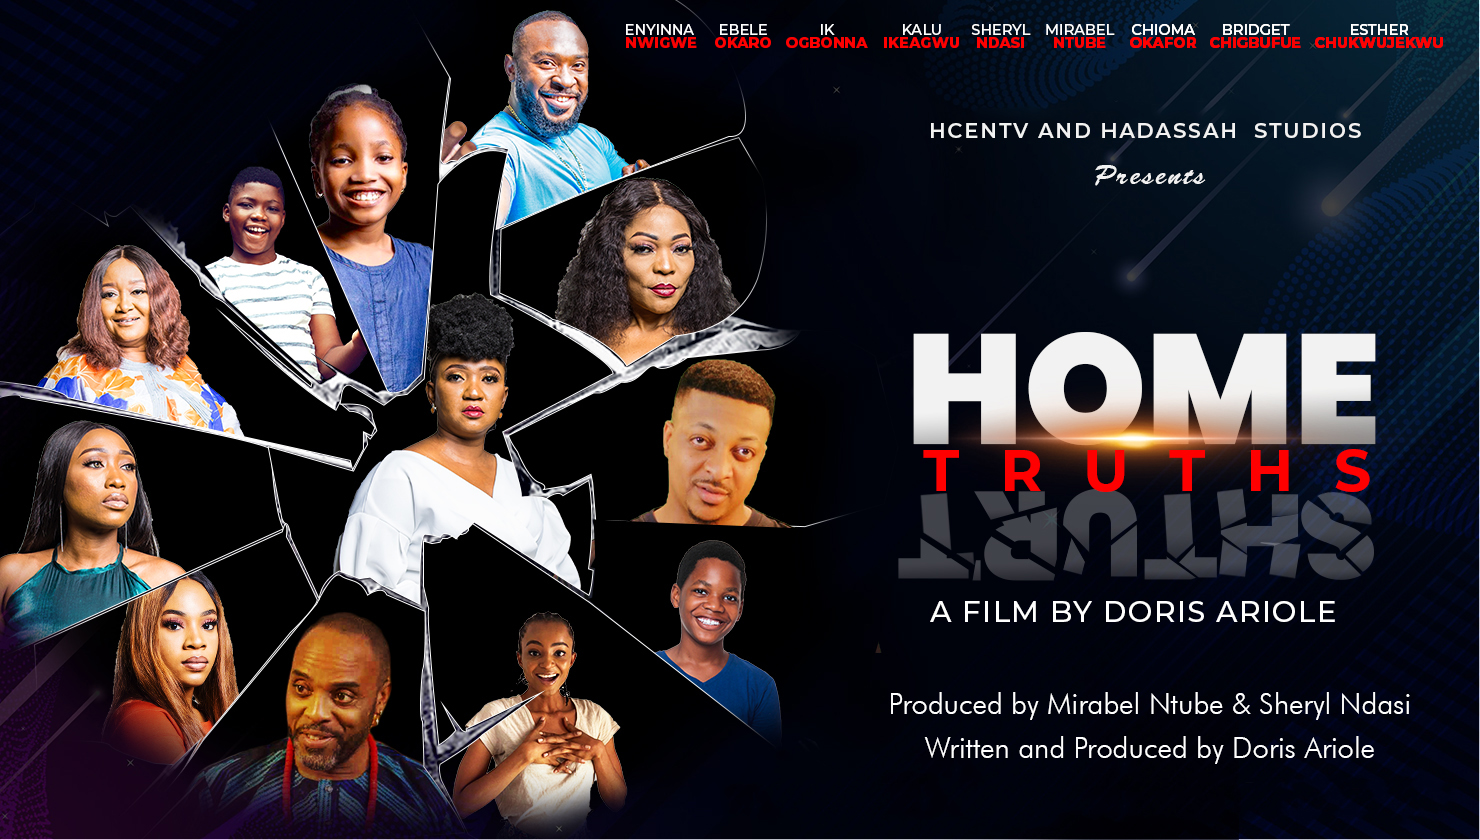 ENYINNA EBELE IK KALU SHERYL MIRABEL CHIOMA BRIDGET ESTHER
NWIGWE OKARO OGBONNA IKEAGWU NDASI NTUBE OKAFOR CHIGBUFUE CHUKWUJEKWU
HCENTV AND HADASSAH STUDIOS
Presents
HOME
TRUTHS
TRUTHS
A FILM BY DORIS ARIOLE
Produced by Mirabel Ntube & Sheryl Ndasi
Written and Produced by Doris Ariole